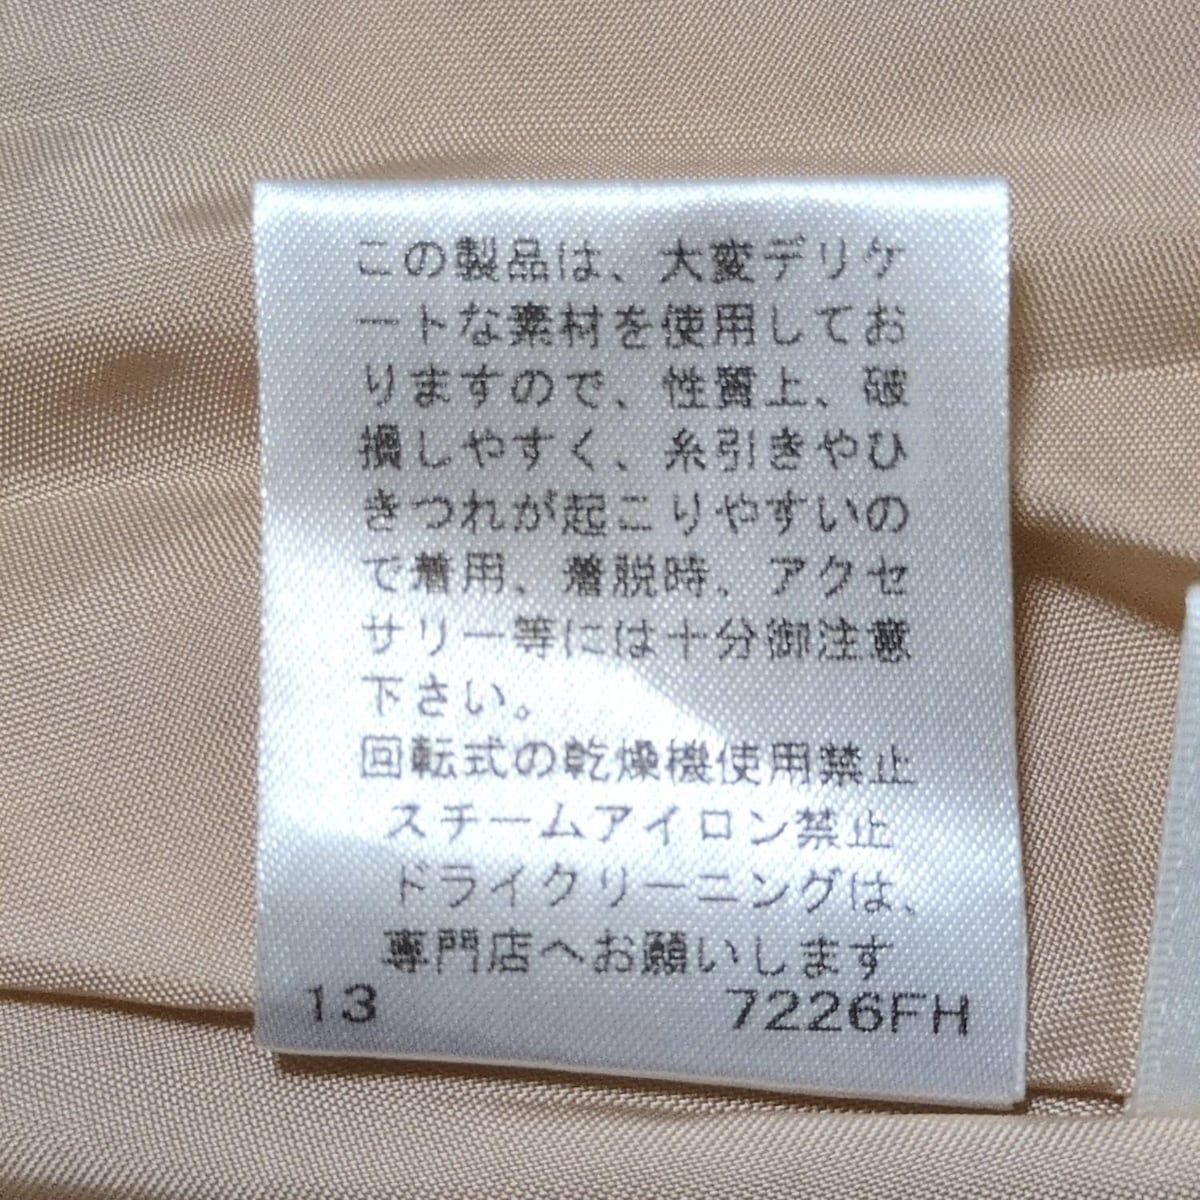 この製品は、大変デリケ
ートな素材を使用してお
りますので、性質上、破
損しやすく、糸引きやひ
きつれが起こりやすいの
で着用、着脱時、アクセ
サリー等には十分御注意
下さい。
回転式の乾燥機使用禁止
スチームアイロン禁止
ドライクリーニングは、
専門店へお願いします
13 7226FH